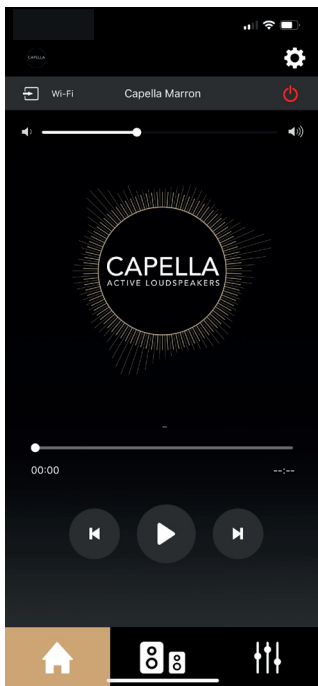 CAPELLA
Wi-Fi Capella Marron
CAPELLA
ACTIVE LOUDSPEAKERS
-
00:00 --:--